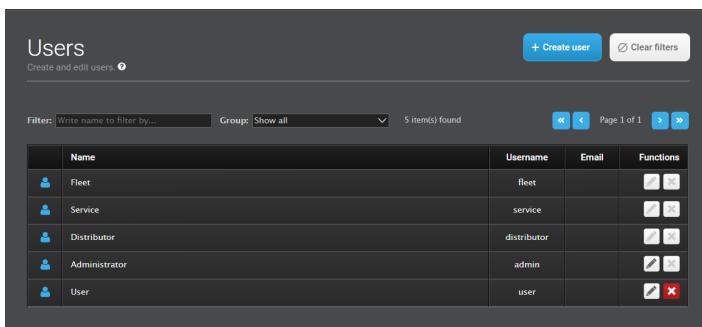 Users
+ Create user
Clear filters
Create and edit users. ?
Filter: Write name to filter by... Group: Show all 5 item(s) found « ‹ Page 1 of 1 › »
Name Username Email Functions
Fleet fleet
Service service
Distributor distributor
Administrator admin
User user